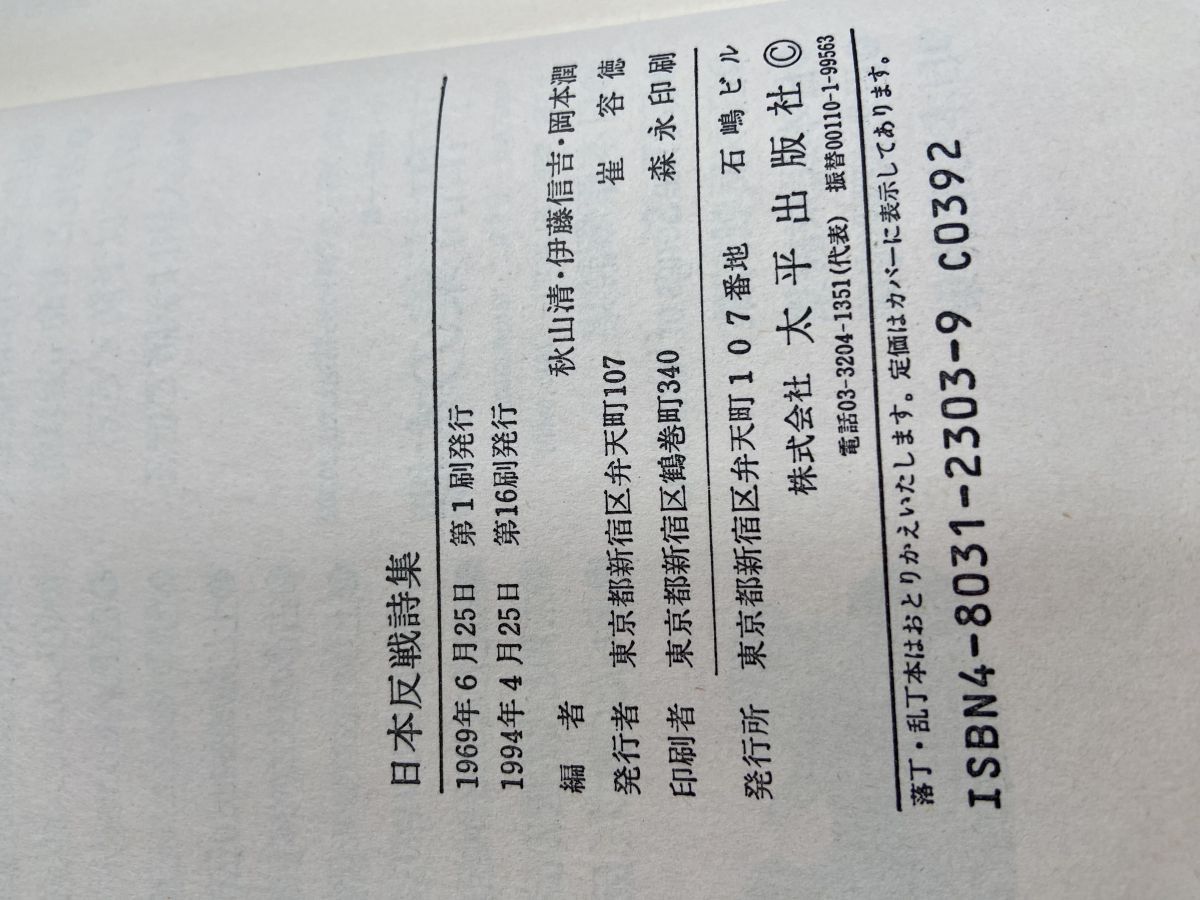 日本反戦詩集
1969年6月25日 第1刷発行
1994年4月25日 第16刷発行
編者 秋山清・伊藤信吉・岡本潤
発行者 東京都新宿区弁天町107 崔容徳
印刷者 東京都新宿区鶴巻町340 森永印刷
発行所 東京都新宿区弁天町107番地 石嶋ビル
株式会社 太平出版社 ©
電話03-3204-1351(代表) 振替00110-1-99563
落丁・乱丁本はおとりかえいたします。定価はカバーに表示してあります。
ISBN4-8031-2303-9 C0392